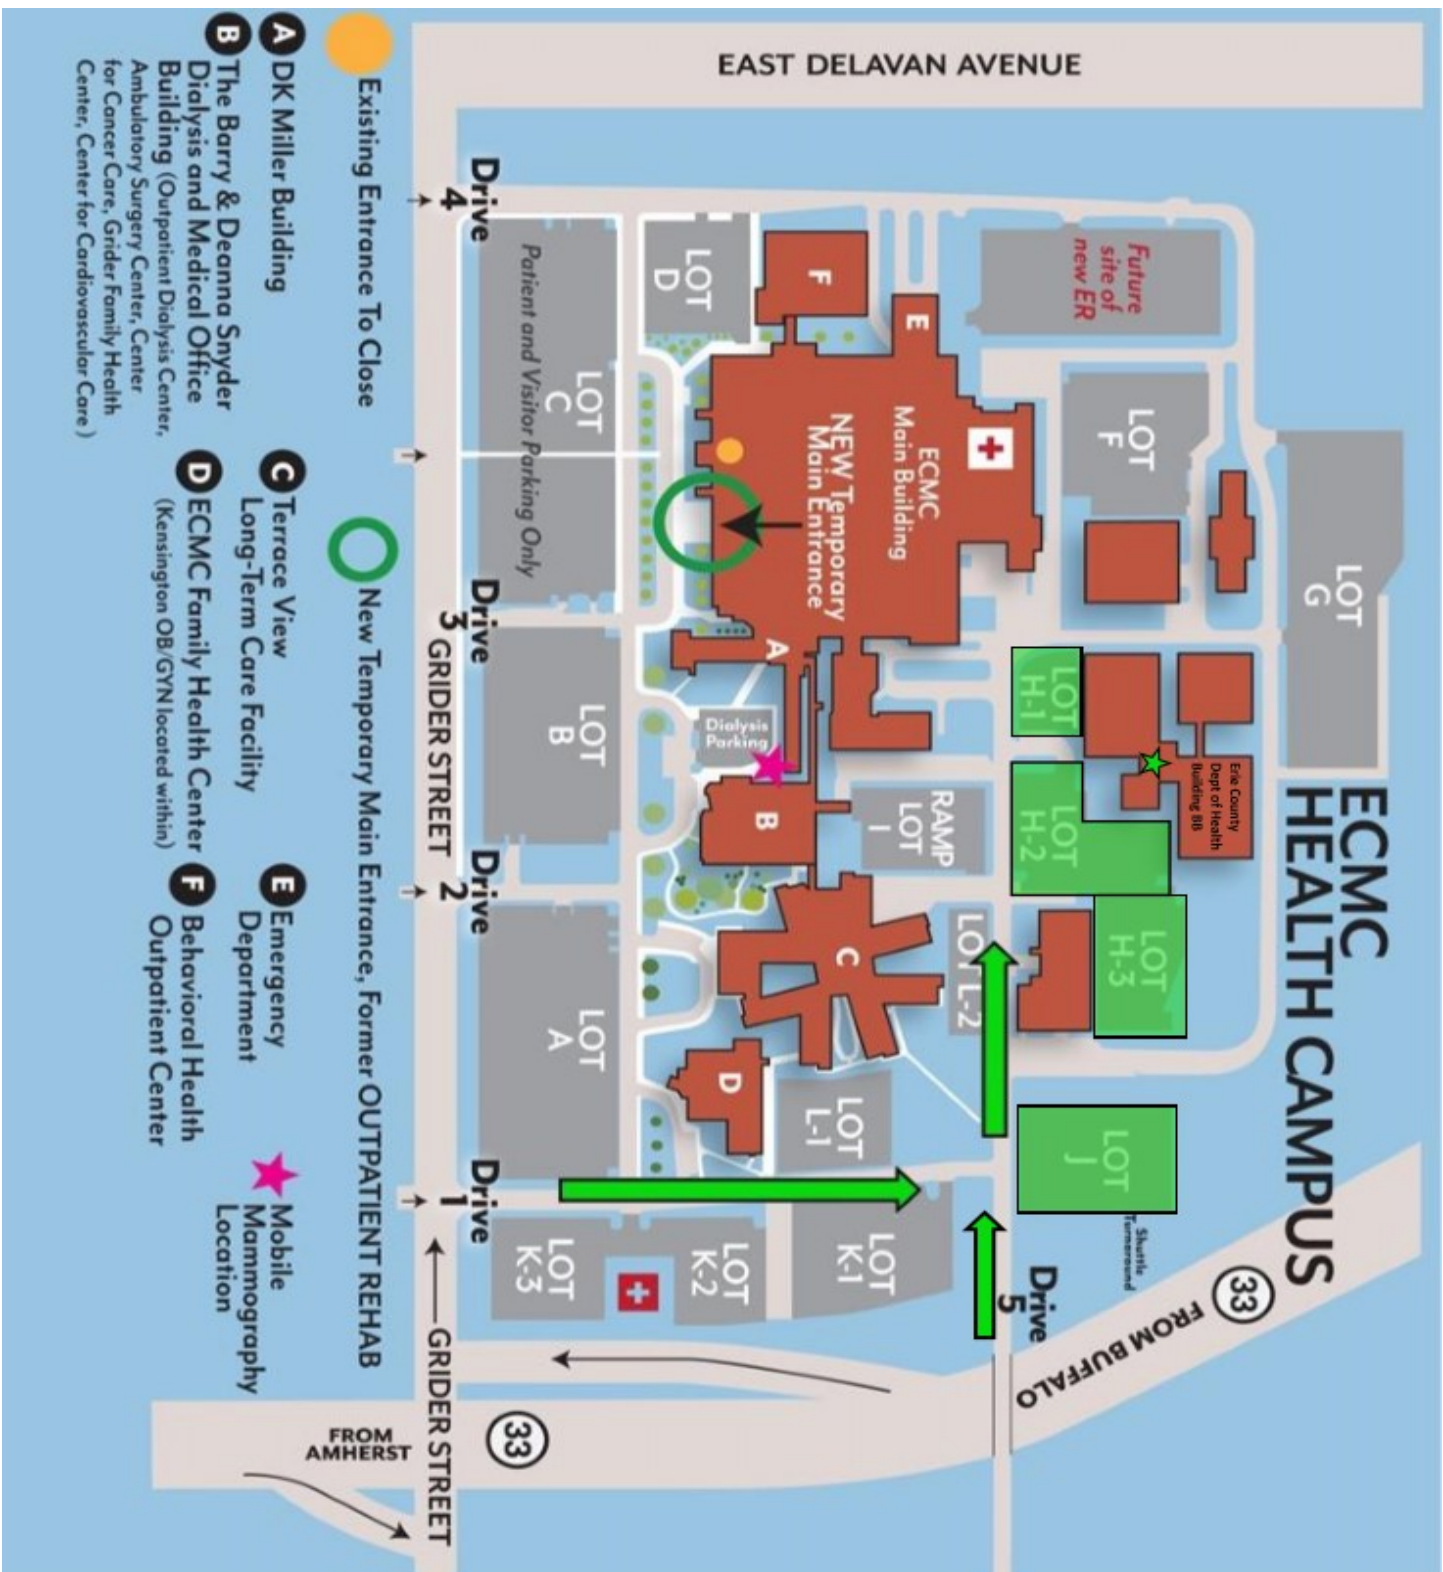 ECMC
HEALTH CAMPUS
EAST DELAVAN AVENUE
33
FROM BUFFALO
LOT
G
Future
site of
new ER
LOT
F
Erie County
Dept of Health
Building BB
LOT
H-1
LOT
H-2
LOT
H-3
LOT
J
Shuttle
Turnaround
Drive
5
E
F
ECMC
Main Building
NEW Temporary
Main Entrance
A
RAMP
LOT
I
LOT L-2
B
C
D
LOT
L-1
LOT
K-1
LOT
D
Dialysis
Parking
LOT
K-2
LOT
K-3
LOT
C
Patient and Visitor Parking Only
LOT
B
LOT
A
33
Drive
4
Drive
3
Drive
2
Drive
1
GRIDER STREET
GRIDER STREET
FROM
AMHERST
Existing Entrance To Close
New Temporary Main Entrance, Former OUTPATIENT REHAB
A DK Miller Building
B The Barry & Deanna Snyder
Dialysis and Medical Office
Building (Outpatient Dialysis Center,
Ambulatory Surgery Center, Center
for Cancer Care, Grider Family Health
Center, Center for Cardiovascular Care )
C Terrace View
Long-Term Care Facility
D ECMC Family Health Center
(Kensington OB/GYN located within)
E Emergency
Department
F Behavioral Health
Outpatient Center
Mobile
Mammography
Location